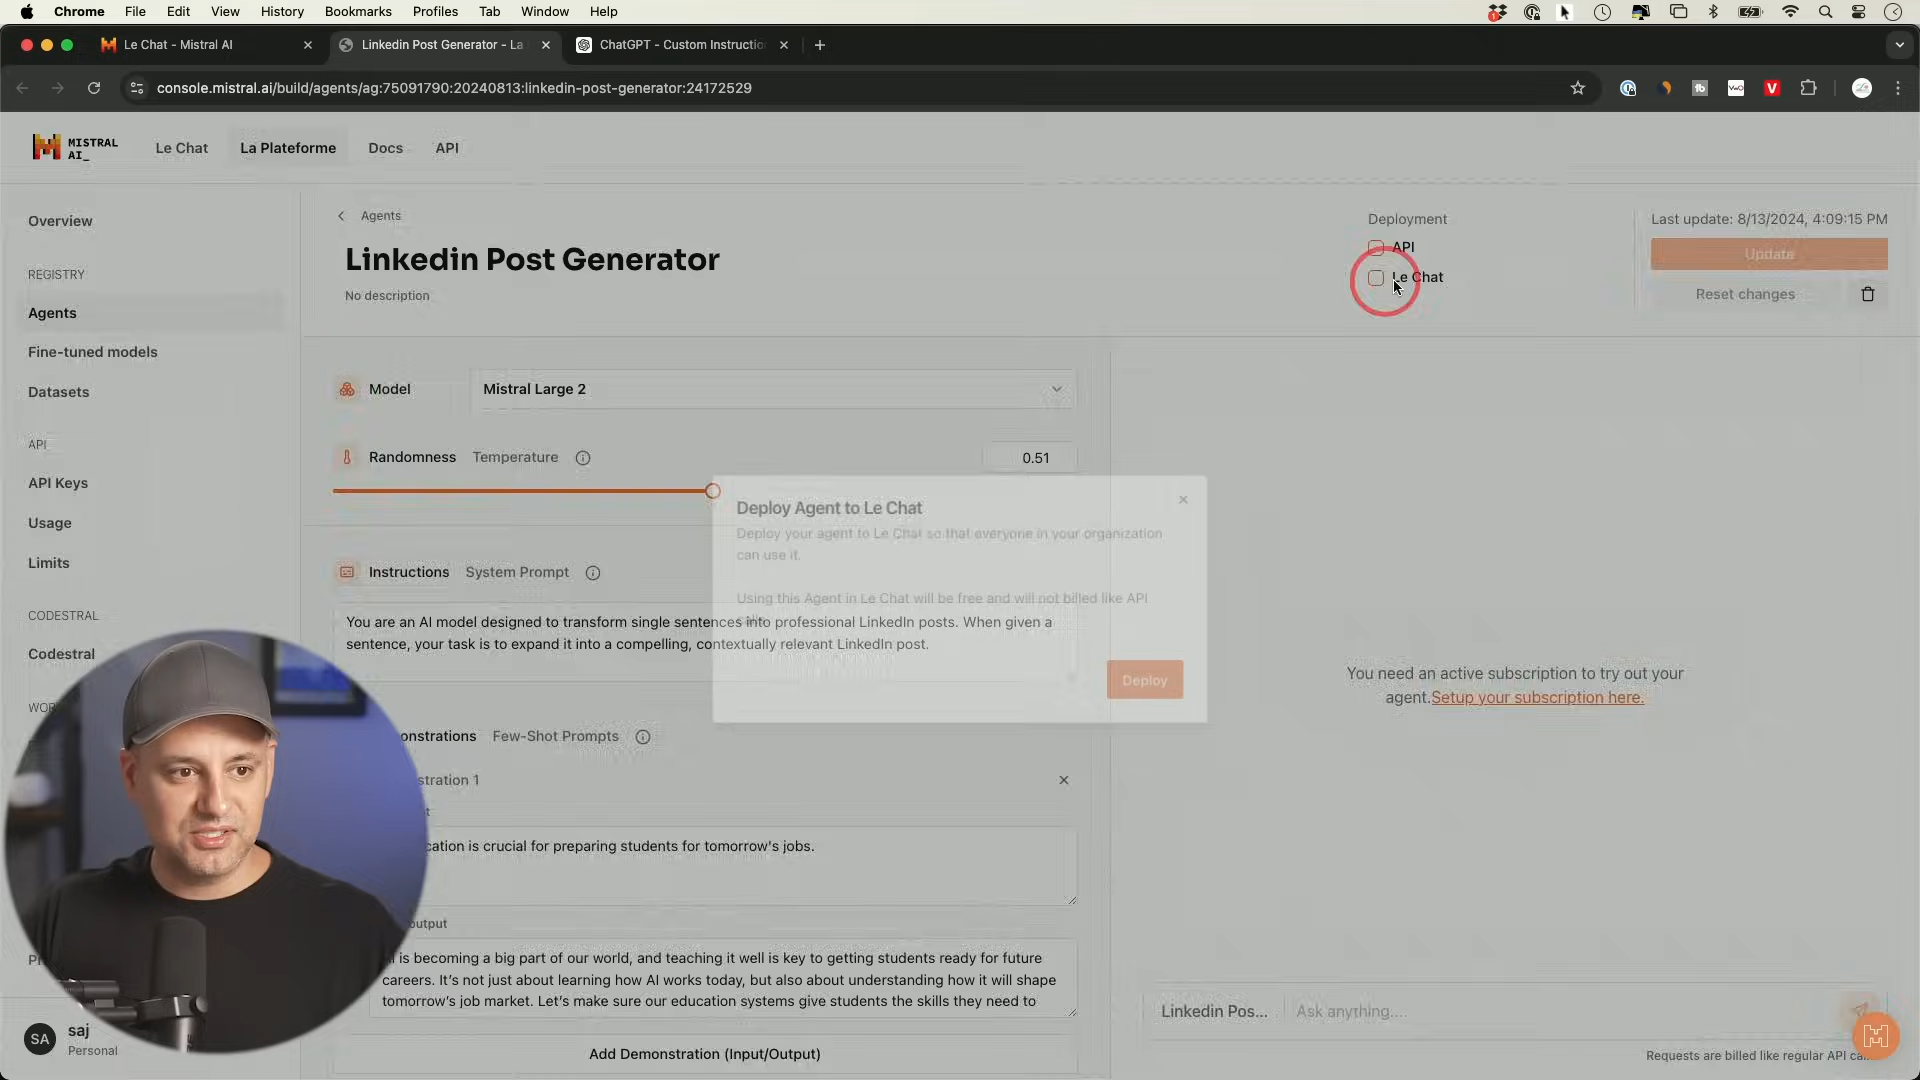 Chrome File Edit View History Bookmarks Profiles Tab Window Help
Le Chat - Mistral AI
Linkedin Post Generator - La
ChatGPT - Custom Instructio
console.mistral.ai/build/agents/ag:75091790:20240813:linkedin-post-generator:24172529
MISTRAL
AI_
Le Chat La Plateforme Docs API
Overview
REGISTRY
Agents
Fine-tuned models
Datasets
API
API Keys
Usage
Limits
CODESTRAL
Codestral
WOR
SA
saj
Personal
Agents
Linkedin Post Generator
No description
Deployment
API
Le Chat
Last update: 8/13/2024, 4:09:15 PM
Update
Reset changes
Model
Mistral Large 2
Randomness Temperature
0.51
Instructions System Prompt
You are an AI model designed to transform single sentences into professional LinkedIn posts. When given a
sentence, your task is to expand it into a compelling, contextually relevant LinkedIn post.
Deploy Agent to Le Chat
Deploy your agent to Le Chat so that everyone in your organization
can use it.
Using this Agent in Le Chat will be free and will not billed like API
Deploy
onstrations Few-Shot Prompts
stration 1
cation is crucial for preparing students for tomorrow's jobs.
output
is becoming a big part of our world, and teaching it well is key to getting students ready for future
careers. It's not just about learning how AI works today, but also about understanding how it will shape
tomorrow's job market. Let's make sure our education systems give students the skills they need to
Add Demonstration (Input/Output)
You need an active subscription to try out your
agent.Setup your subscription here.
Linkedin Pos...
Ask anything....
Requests are billed like regular API ca